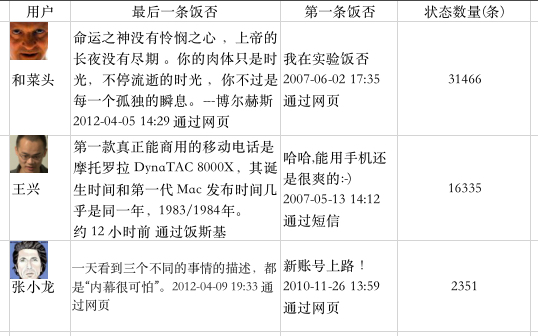 用户 最后一条饭否 第一条饭否 状态数量(条)
和菜头
命运之神没有怜悯之心，上帝的
长夜没有尽期。你的肉体只是时
光，不停流逝的时光，你不过是
每一个孤独的瞬息。---博尔赫斯
2012-04-05 14:29 通过网页
我在实验饭否
2007-06-02 17:35
通过网页
31466
王兴
第一款真正能商用的移动电话是
摩托罗拉 DynaTAC 8000X，其诞
生时间和第一代 Mac 发布时间几
乎是同一年，1983/1984年。
约 12 小时前 通过饭斯基
哈哈,能用手机还
是很爽的:-)
2007-05-13 14:12
通过短信
16335
张小龙
一天看到三个不同的事情的描述，都
是“内幕很可怕”。2012-04-09 19:33 通
过网页
新账号上路！
2010-11-26 13:59
通过网页
2351